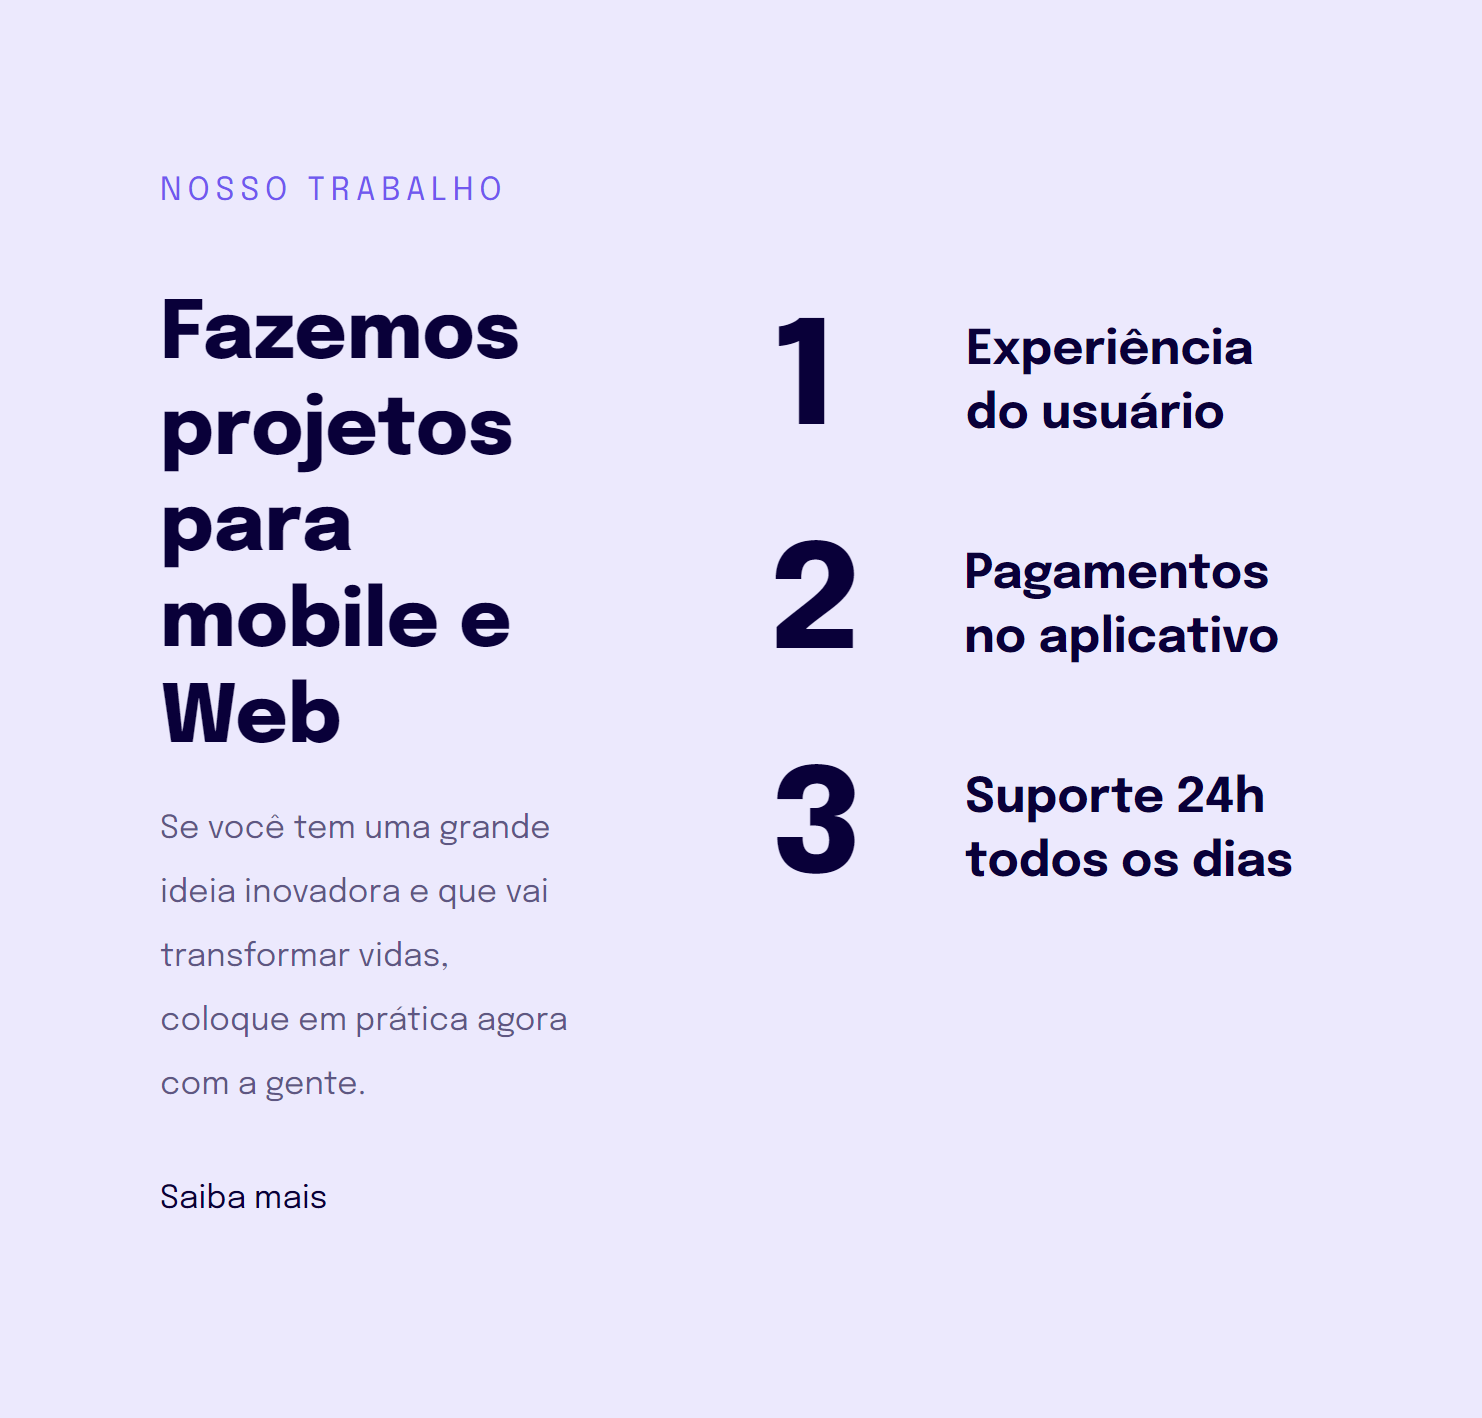 NOSSO TRABALHO
Fazemos
projetos
para
mobile e
Web
Se você tem uma grande
ideia inovadora e que vai
transformar vidas,
coloque em prática agora
com a gente.
Saiba mais
1
Experiência
do usuário
2
Pagamentos
no aplicativo
3
Suporte 24h
todos os dias